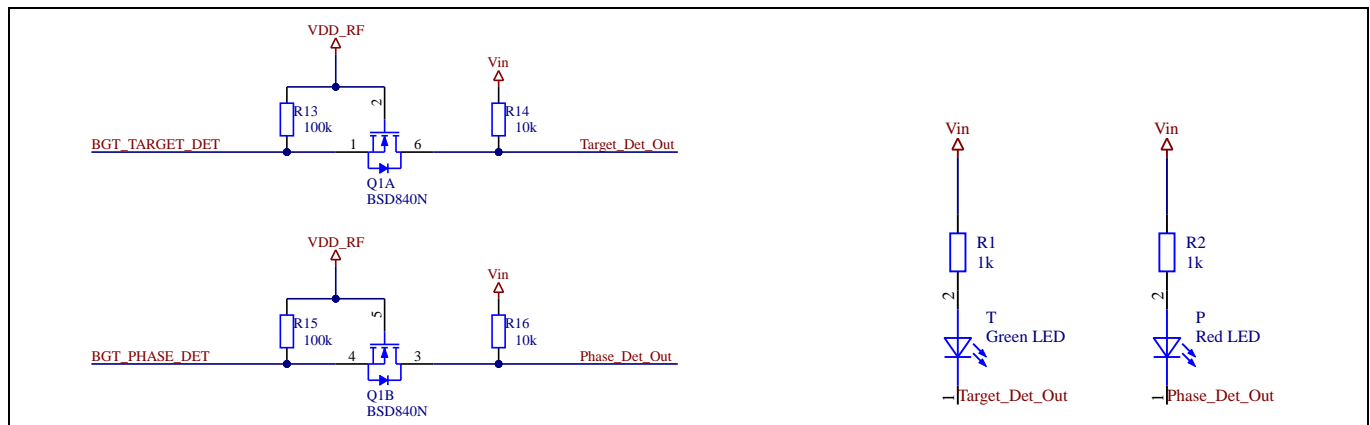 VDD_RF
Vin
R13
100k
2
R14
10k
BGT_TARGET_DET
1
6
Target_Det_Out
Q1A
BSD840N
VDD_RF
Vin
R15
100k
5
R16
10k
BGT_PHASE_DET
4
3
Phase_Det_Out
Q1B
BSD840N
Vin
R1
1k
2
T
Green LED
1
Target_Det_Out
Vin
R2
1k
2
P
Red LED
1
Phase_Det_Out